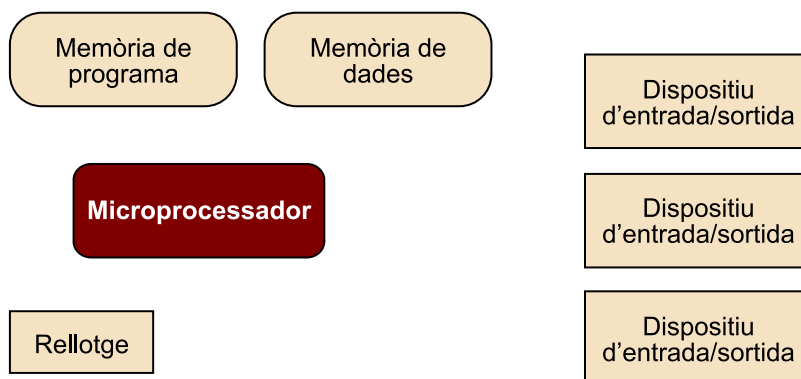 Memòria de
programa
Memòria de
dades
Dispositiu
d'entrada/sortida
Microprocessador
Dispositiu
d'entrada/sortida
Rellotge
Dispositiu
d'entrada/sortida